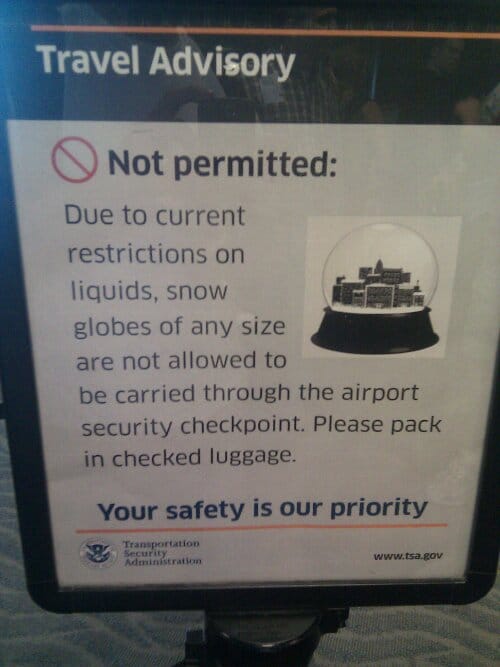 Travel Advisory
Not permitted:
Due to current
restrictions on
liquids, snow
globes of any size
are not allowed to
be carried through the airport
security checkpoint. Please pack
in checked luggage.
Your safety is our priority
Transportation
Security
Administration
www.tsa.gov